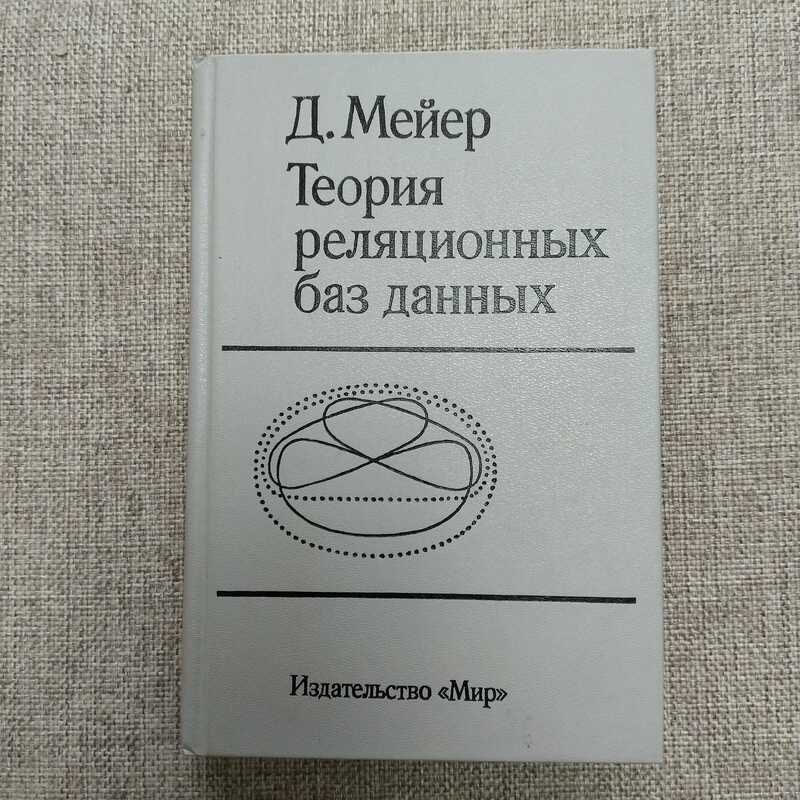 Д. Мейер
Теория
реляционных
баз данных
Издательство «Мир»